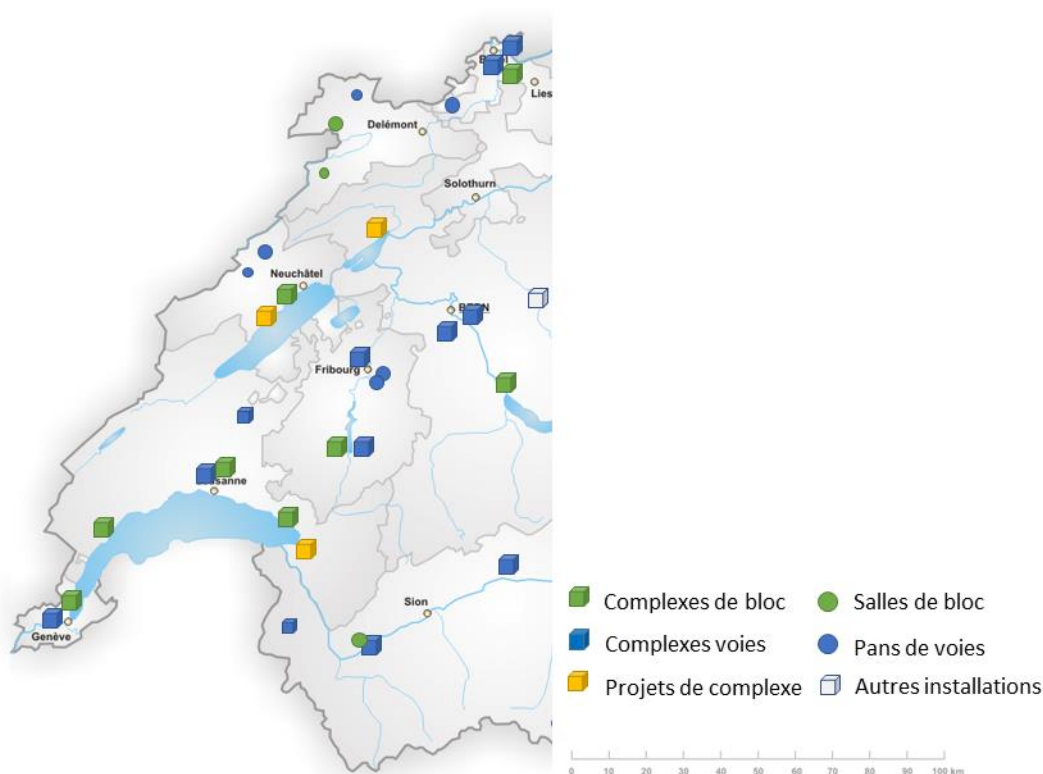 Lies
Delémont
Solothurn
Neuchâtel
Fribourg
Sion
Genève
Complexes de bloc
Salles de bloc
Complexes voies
Pans de voies
Projets de complexe
Autres installations
0 10 20 30 40 50 60 70 80 90 100 km